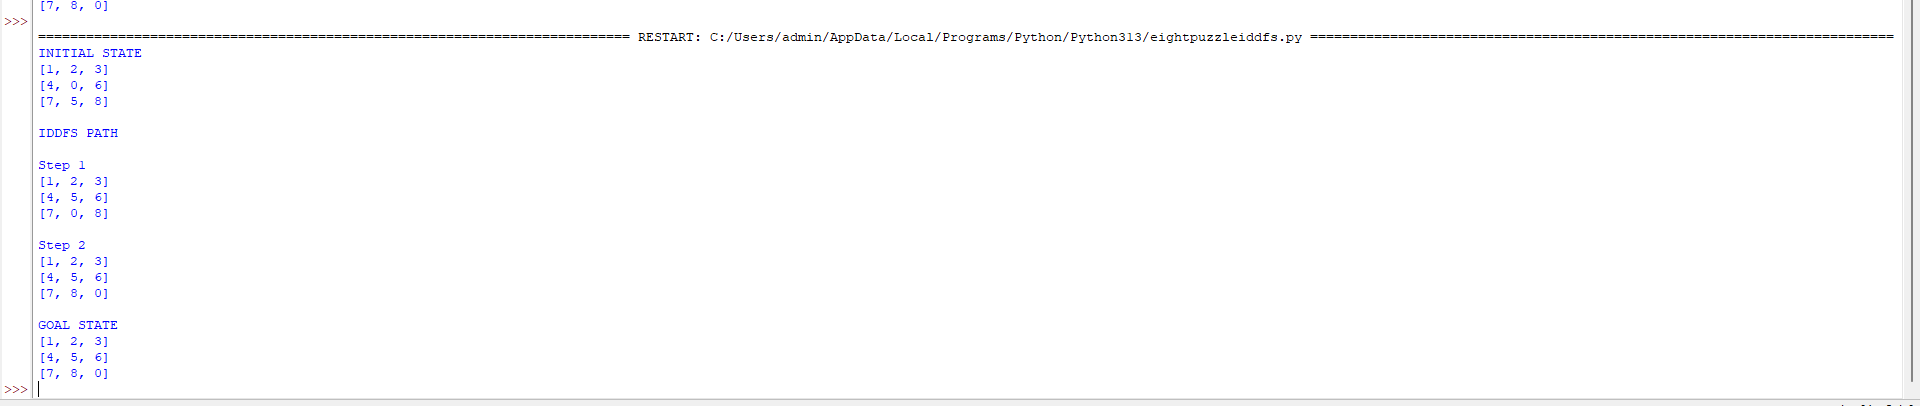 [7, 8, 0]
>>>
========================================================================== RESTART: C:/Users/admin/AppData/Local/Programs/Python/Python313/eightpuzzleiddfs.py =========================================================================
INITIAL STATE
[1, 2, 3]
[4, 0, 6]
[7, 5, 8]
IDDFS PATH
Step 1
[1, 2, 3]
[4, 5, 6]
[7, 0, 8]
Step 2
[1, 2, 3]
[4, 5, 6]
[7, 8, 0]
GOAL STATE
[1, 2, 3]
[4, 5, 6]
[7, 8, 0]
>>>